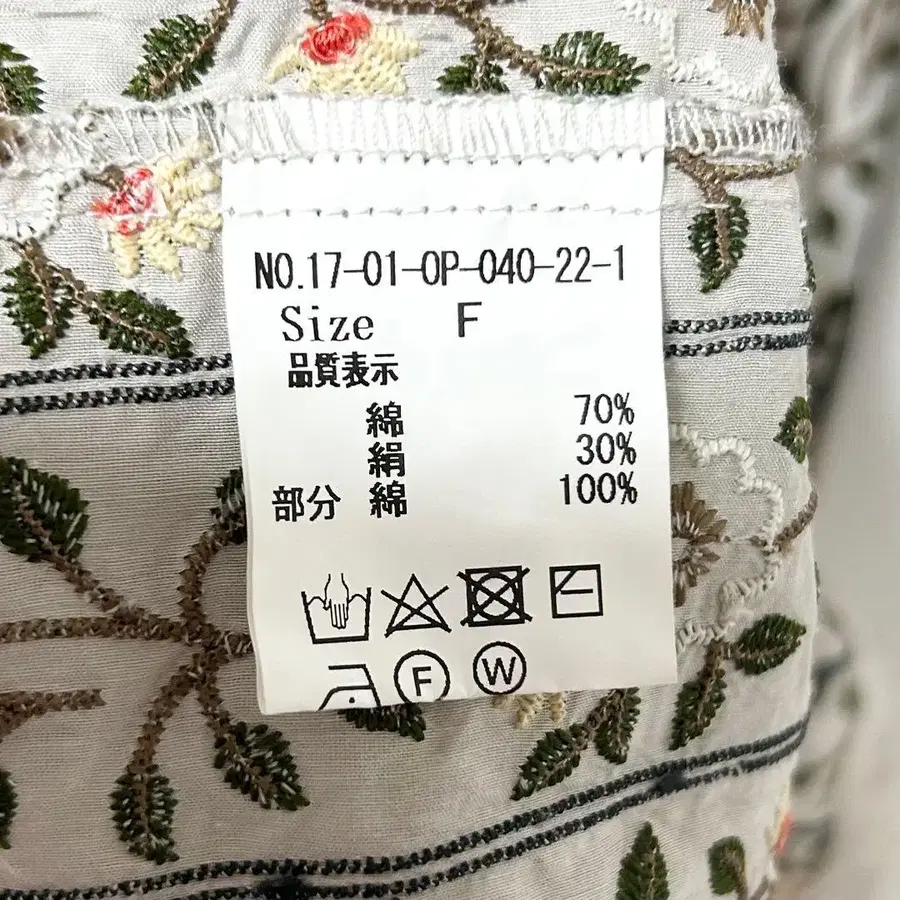 NO.17-01-OP-040-22-1
Size F
品質表示
綿 70%
絹 30%
部分 綿 100%
F W